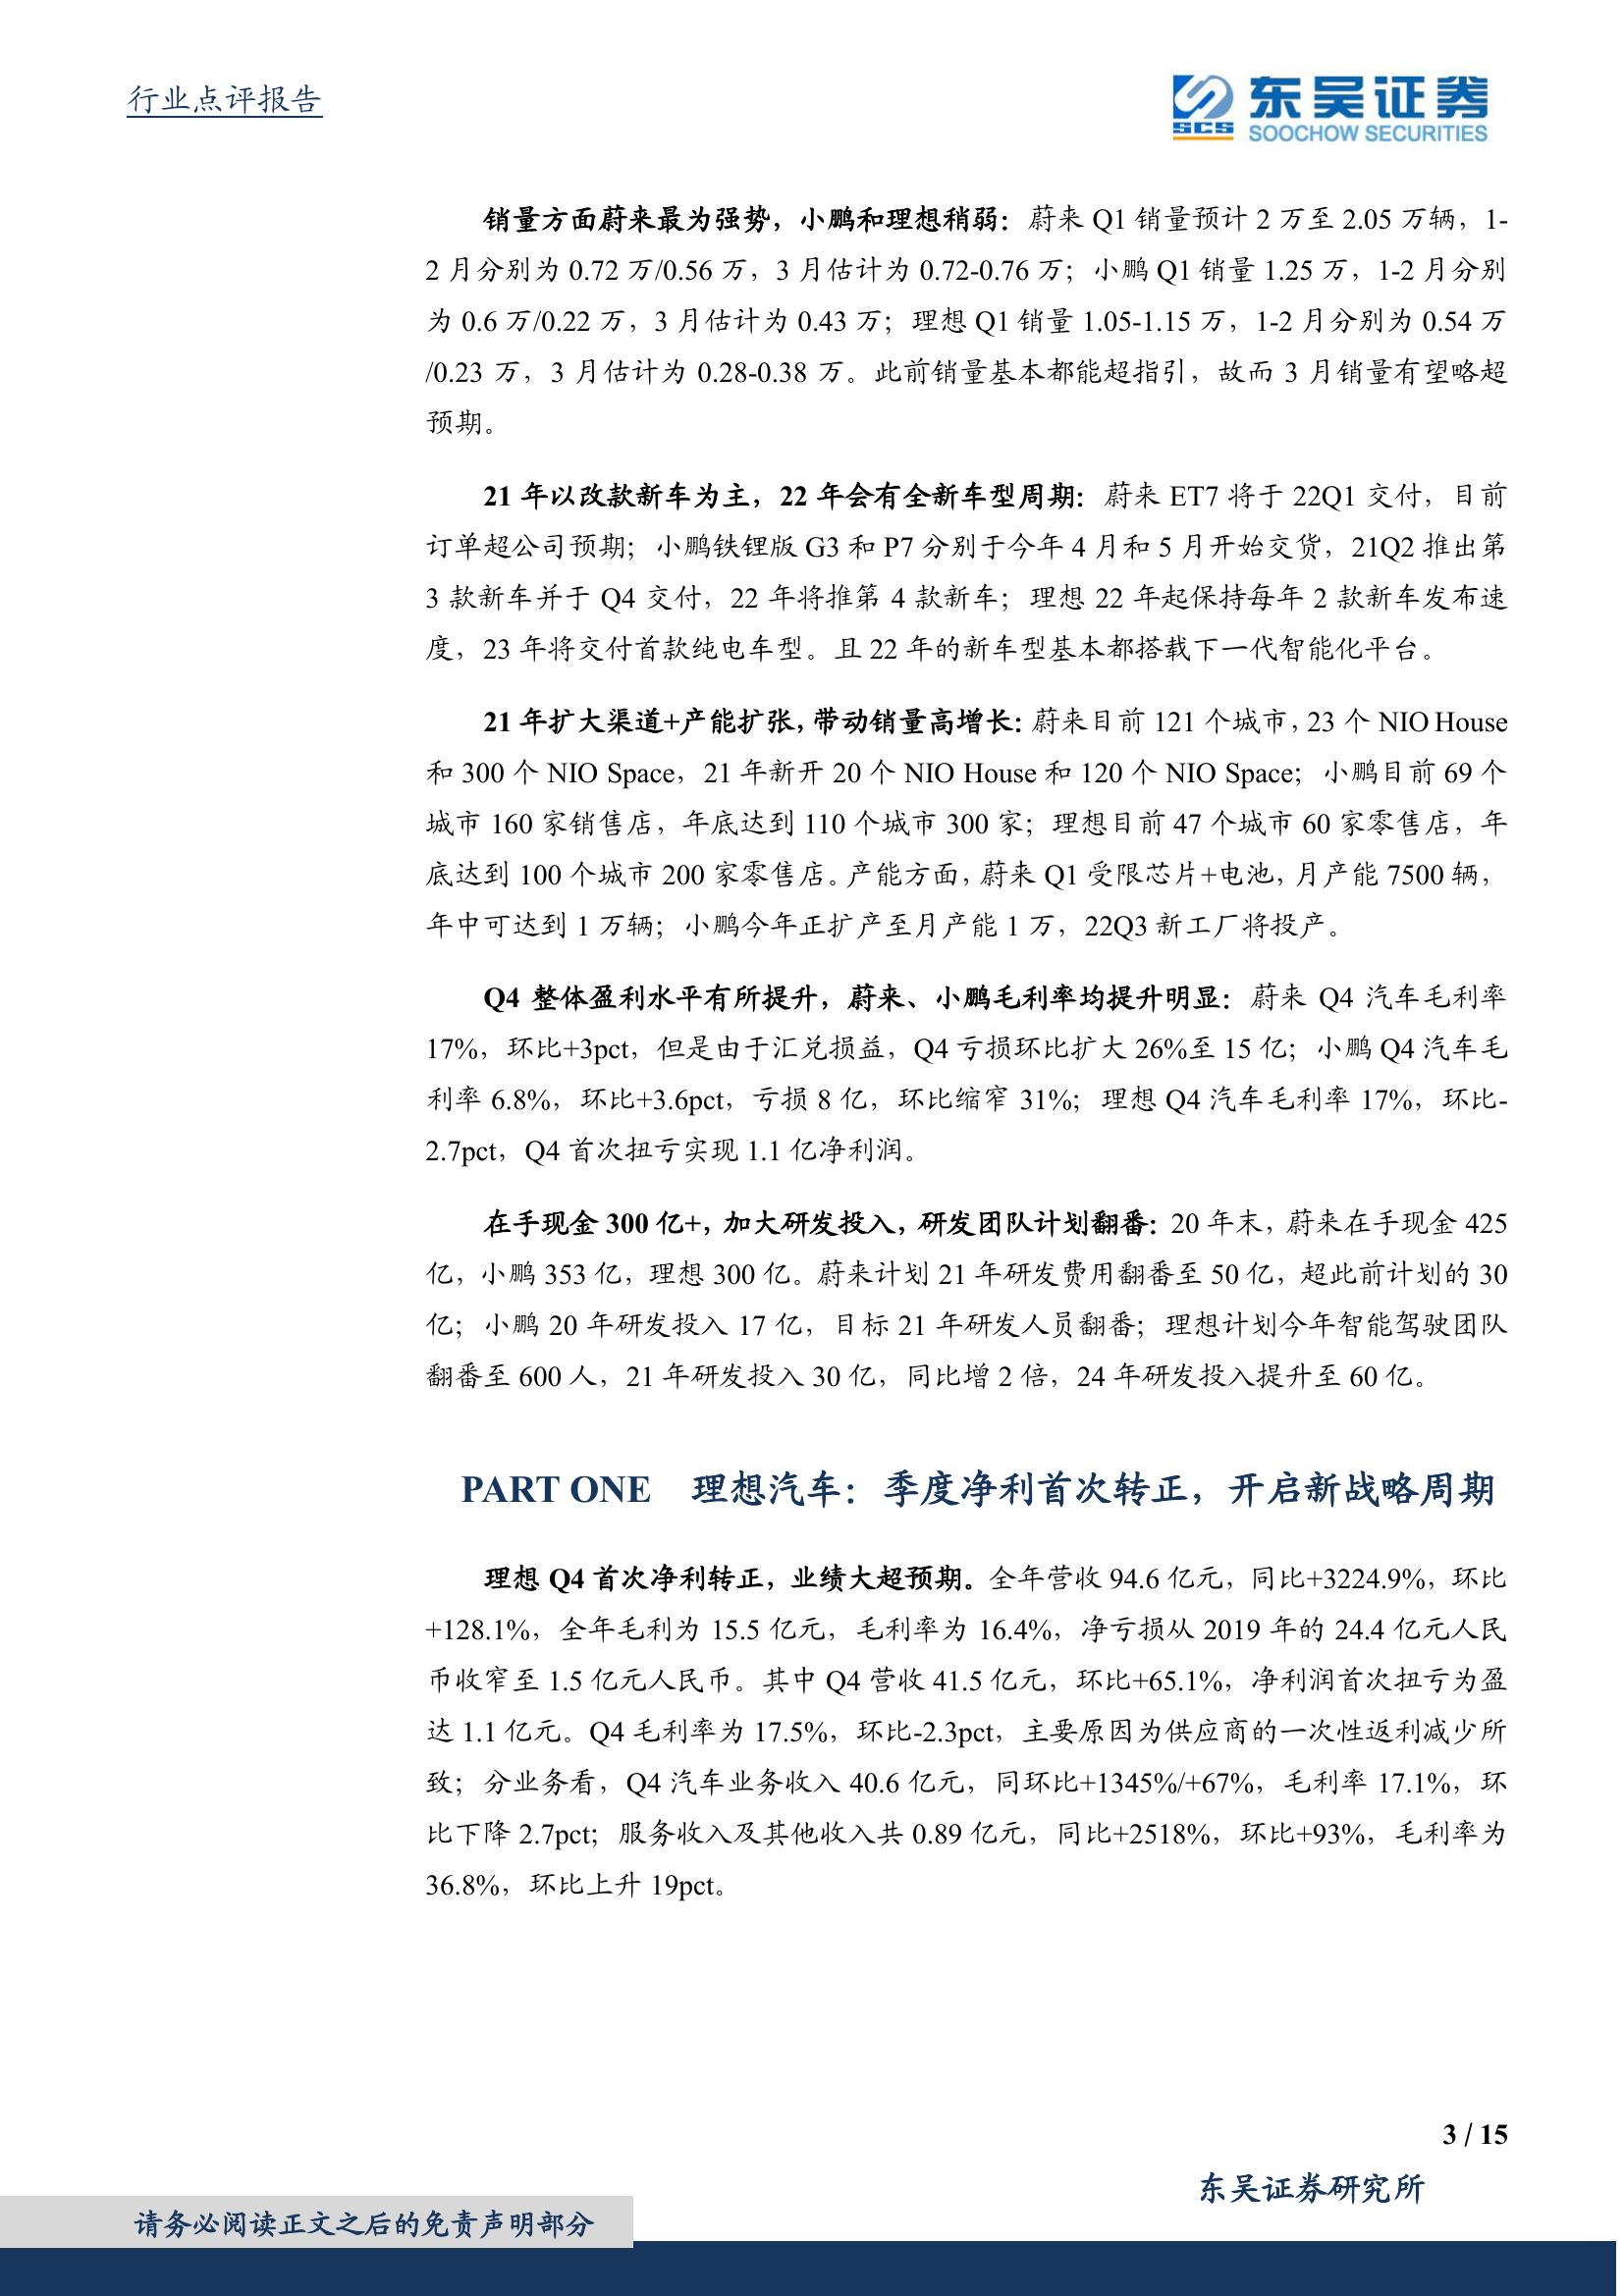 行业点评报告
SCS
东吴证券
SOOCHOW SECURITIES
销量方面蔚来最为强势，小鹏和理想稍弱：蔚来 Q1 销量预计 2 万至 2.05 万辆，1-
2 月分别为 0.72 万/0.56 万，3 月估计为 0.72-0.76 万；小鹏 Q1 销量 1.25 万，1-2 月分别
为 0.6 万/0.22 万，3 月估计为 0.43 万；理想 Q1 销量 1.05-1.15 万，1-2 月分别为 0.54 万
/0.23 万，3 月估计为 0.28-0.38 万。此前销量基本都能超指引，故而 3 月销量有望略超
预期。
21 年以改款新车为主，22 年会有全新车型周期：蔚来 ET7 将于 22Q1 交付，目前
订单超公司预期；小鹏铁锂版 G3 和 P7 分别于今年 4 月和 5 月开始交货，21Q2 推出第
3 款新车并于 Q4 交付，22 年将推第 4 款新车；理想 22 年起保持每年 2 款新车发布速
度，23 年将交付首款纯电车型。且 22 年的新车型基本都搭载下一代智能化平台。
21 年扩大渠道+产能扩张，带动销量高增长：蔚来目前 121 个城市，23 个 NIO House
和 300 个 NIO Space，21 年新开 20 个 NIO House 和 120 个 NIO Space；小鹏目前 69 个
城市 160 家销售店，年底达到 110 个城市 300 家；理想目前 47 个城市 60 家零售店，年
底达到 100 个城市 200 家零售店。产能方面，蔚来 Q1 受限芯片+电池，月产能 7500 辆，
年中可达到 1 万辆；小鹏今年正扩产至月产能 1 万，22Q3 新工厂将投产。
Q4 整体盈利水平有所提升，蔚来、小鹏毛利率均提升明显：蔚来 Q4 汽车毛利率
17%，环比+3pct，但是由于汇兑损益，Q4 亏损环比扩大 26%至 15 亿；小鹏 Q4 汽车毛
利率 6.8%，环比+3.6pct，亏损 8 亿，环比缩窄 31%；理想 Q4 汽车毛利率 17%，环比-
2.7pct，Q4 首次扭亏实现 1.1 亿净利润。
在手现金 300 亿+，加大研发投入，研发团队计划翻番：20 年末，蔚来在手现金 425
亿，小鹏 353 亿，理想 300 亿。蔚来计划 21 年研发费用翻番至 50 亿，超此前计划的 30
亿；小鹏 20 年研发投入 17 亿，目标 21 年研发人员翻番；理想计划今年智能驾驶团队
翻番至 600 人，21 年研发投入 30 亿，同比增 2 倍，24 年研发投入提升至 60 亿。
PART ONE 理想汽车：季度净利首次转正，开启新战略周期
理想 Q4 首次净利转正，业绩大超预期。全年营收 94.6 亿元，同比+3224.9%，环比
+128.1%，全年毛利为 15.5 亿元，毛利率为 16.4%，净亏损从 2019 年的 24.4 亿元人民
币收窄至 1.5 亿元人民币。其中 Q4 营收 41.5 亿元，环比+65.1%，净利润首次扭亏为盈
达 1.1 亿元。Q4 毛利率为 17.5%，环比-2.3pct，主要原因为供应商的一次性返利减少所
致；分业务看，Q4 汽车业务收入 40.6 亿元，同环比+1345%/+67%，毛利率 17.1%，环
比下降 2.7pct；服务收入及其他收入共 0.89 亿元，同比+2518%，环比+93%，毛利率为
36.8%，环比上升 19pct。
3 / 15
东吴证券研究所
请务必阅读正文之后的免责声明部分